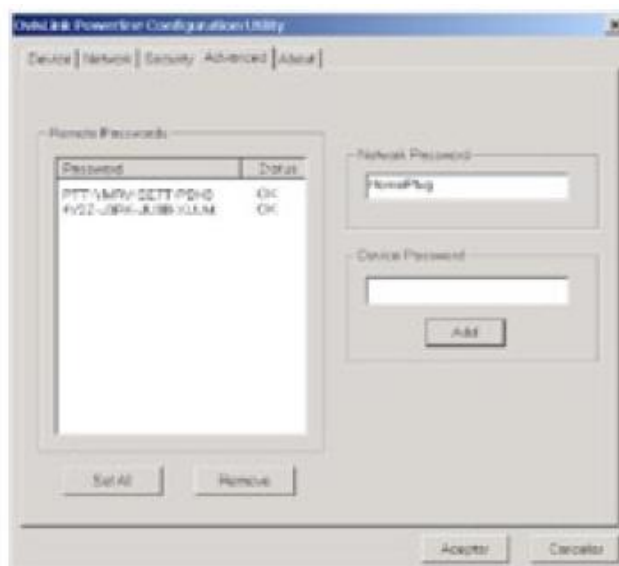 OvisLink Powerline Configuration Utility
Device Network Security Advanced About
Remote Passwords
Password Status
OK
OK
Network Password
HomePlug
Device Password
Add
Set All Remove
Aceptar Cancelar